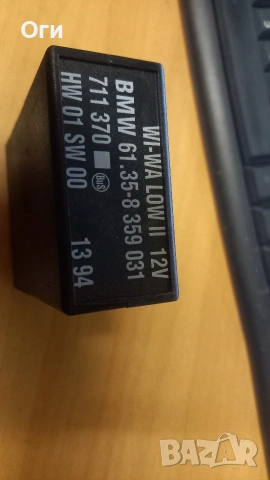 Оги
WI-WA LOW II 12V
BMW 61.35-8 359 031
711 370 BuS
HW 01 SW 00 13 94
BAZAR
bg